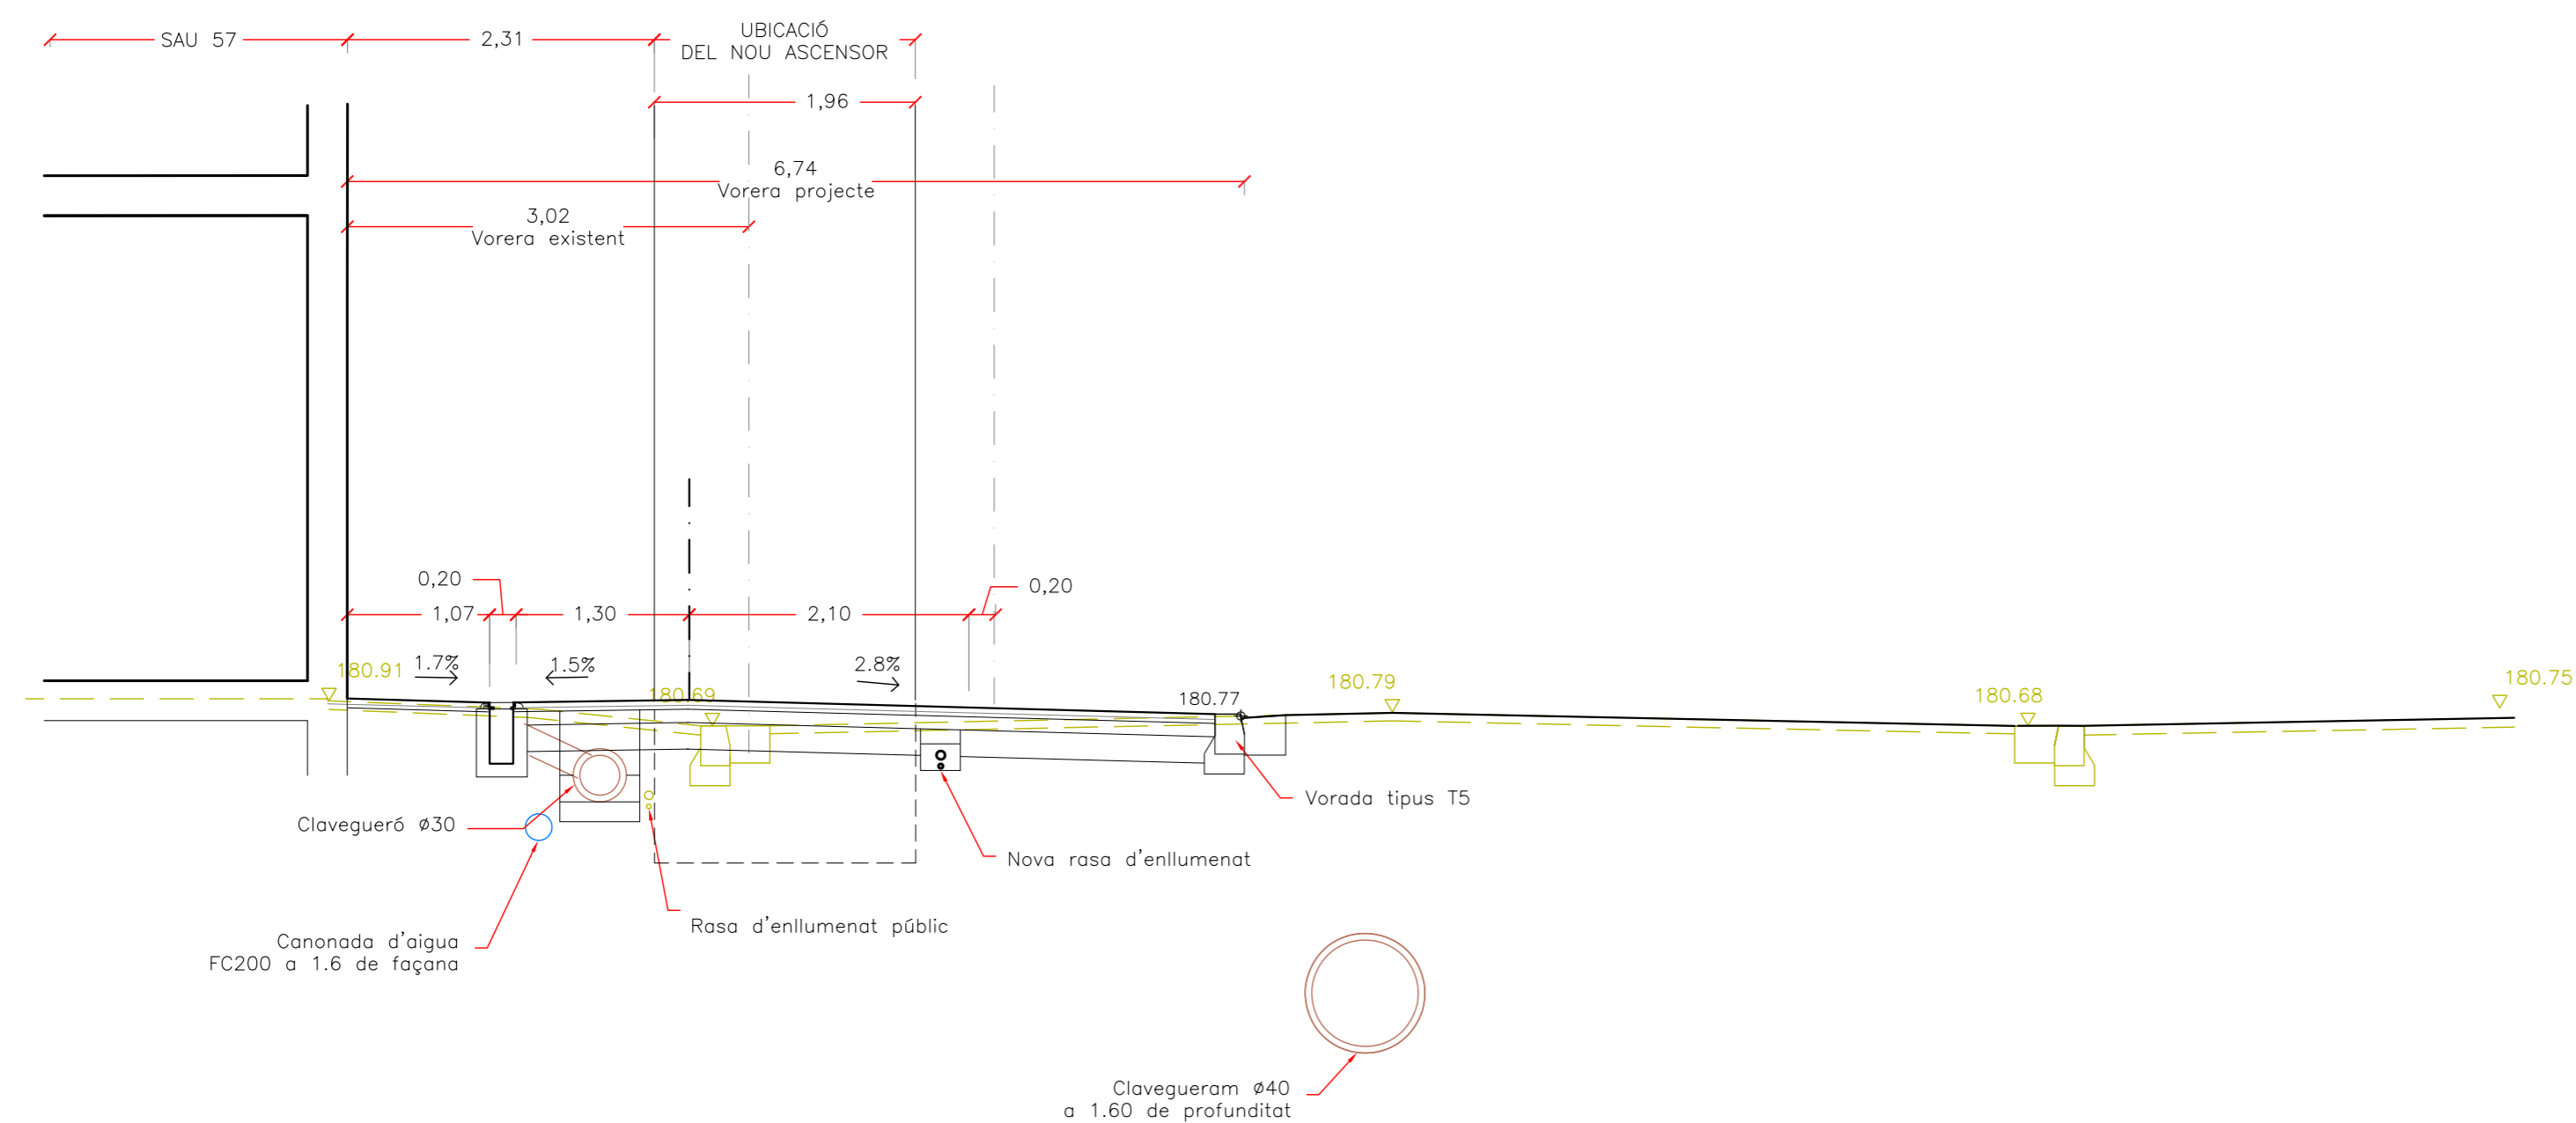 SAU 57
2,31
UBICACIÓ
DEL NOU ASCENSOR
1,96
6,74
Vorera projecte
3,02
Vorera existent
0,20
0,20
1,07
1,30
2,10
180.91
1.7%
1.5%
2.8%
180.69
180.77
180.79
180.68
180.75
Clavegueró ø30
Vorada tipus T5
Nova rasa d'enllumenat
Rasa d'enllumenat públic
Canonada d'aigua
FC200 a 1.6 de façana
Clavegueram ø40
a 1.60 de profunditat